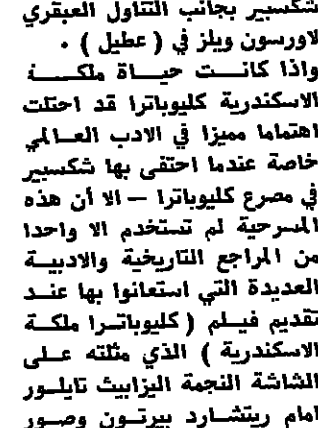 شكسبير بجانب التناول العبقري
لاورسون ويلز في ( عطيل ) .
واذا كانت حياة ملكة
الاسكندرية كليوباترا قد احتلت
اهتماما مميزا في الادب العالمي
خاصة عندما احتفى بها شكسبير
في مصرع كليوباترا — الا أن هذه
المسرحية لم تستخدم الا واحدا
من المراجع التاريخية والادبية
العديدة التي استعانوا بها عند
تقديم فيلم ( كليوباترا ملكة
الاسكندرية ) الذي مثلته على
الشاشة النجمة اليزابيث تايلور
امام ريتشارد بيرتون وصور